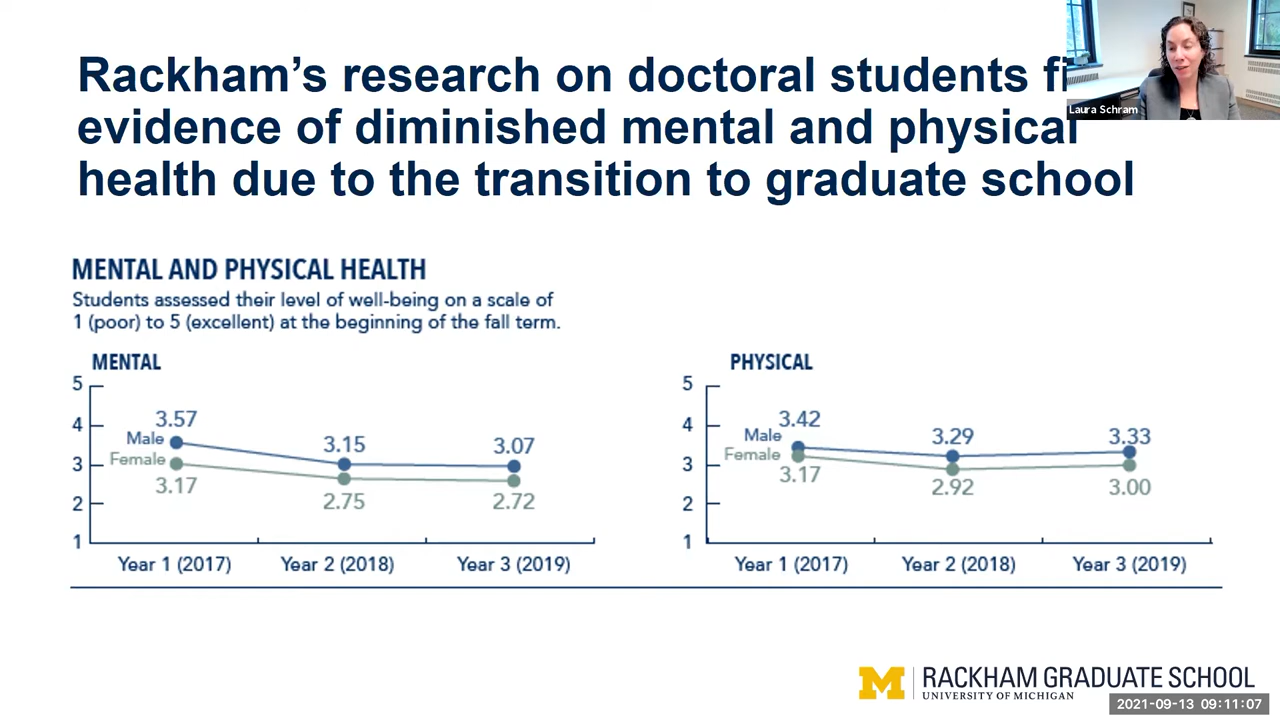 Rackham's research on doctoral students
evidence of diminished mental and physical
health due to the transition to graduate school
Laura Schram
MENTAL AND PHYSICAL HEALTH
Students assessed their level of well-being on a scale of
1 (poor) to 5 (excellent) at the beginning of the fall term.
MENTAL
5
4
3
2
1
3.57
3.15
3.07
Male
Female
3.17
2.75
2.72
Year 1 (2017)
Year 2 (2018)
Year 3 (2019)
PHYSICAL
5
4
3
2
1
3.42
3.29
3.33
Male
Female
3.17
2.92
3.00
Year 1 (2017)
Year 2 (2018)
Year 3 (2019)
M
RACKHAM GRADUATE SCHOOL
UNIVERSITY OF MICHIGAN
2021-09-13 09:11:07